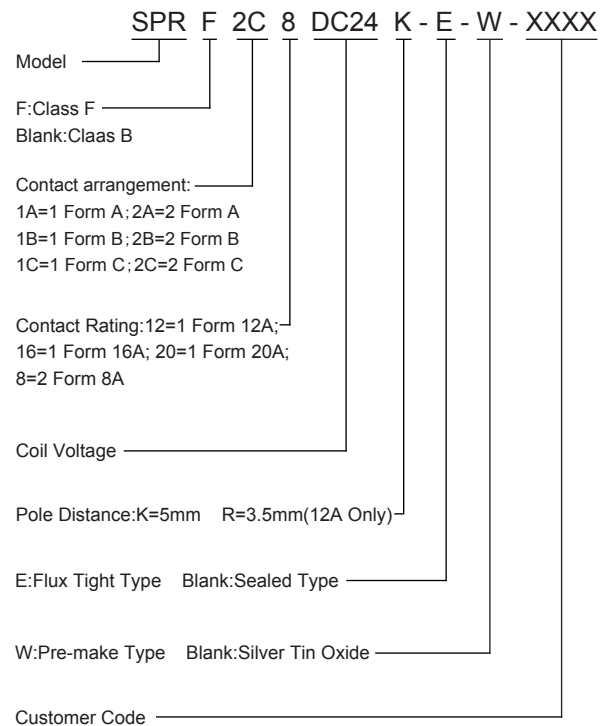 SPR F 2C 8 DC24 K - E - W - XXXX
Model
F:Class F
Blank:Claas B
Contact arrangement:
1A=1 Form A;2A=2 Form A
1B=1 Form B;2B=2 Form B
1C=1 Form C;2C=2 Form C
Contact Rating:12=1 Form 12A;
16=1 Form 16A; 20=1 Form 20A;
8=2 Form 8A
Coil Voltage
Pole Distance:K=5mm R=3.5mm(12A Only)
E:Flux Tight Type Blank:Sealed Type
W:Pre-make Type Blank:Silver Tin Oxide
Customer Code